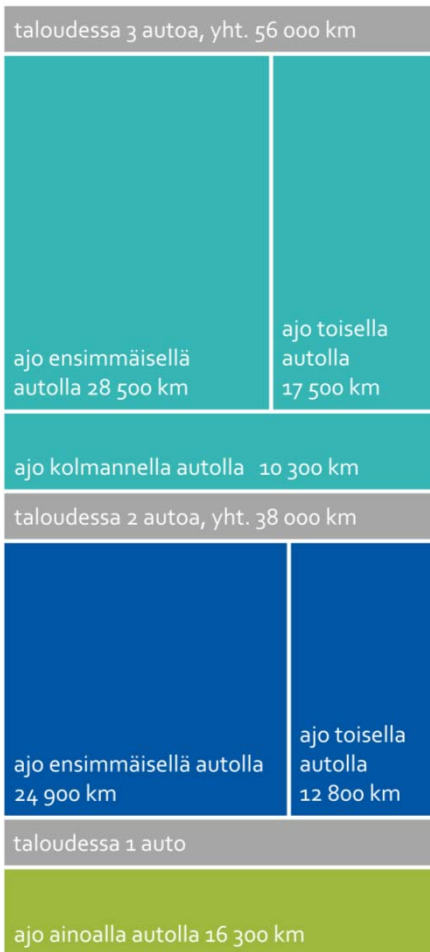 taloudessa 3 autoa, yht. 56 000 km
ajo ensimmäisellä
autolla 28 500 km
ajo toisella
autolla
17 500 km
ajo kolmannella autolla 10 300 km
taloudessa 2 autoa, yht. 38 000 km
ajo ensimmäisellä autolla
24 900 km
ajo toisella
autolla
12 800 km
taloudessa 1 auto
ajo ainoalla autolla 16 300 km